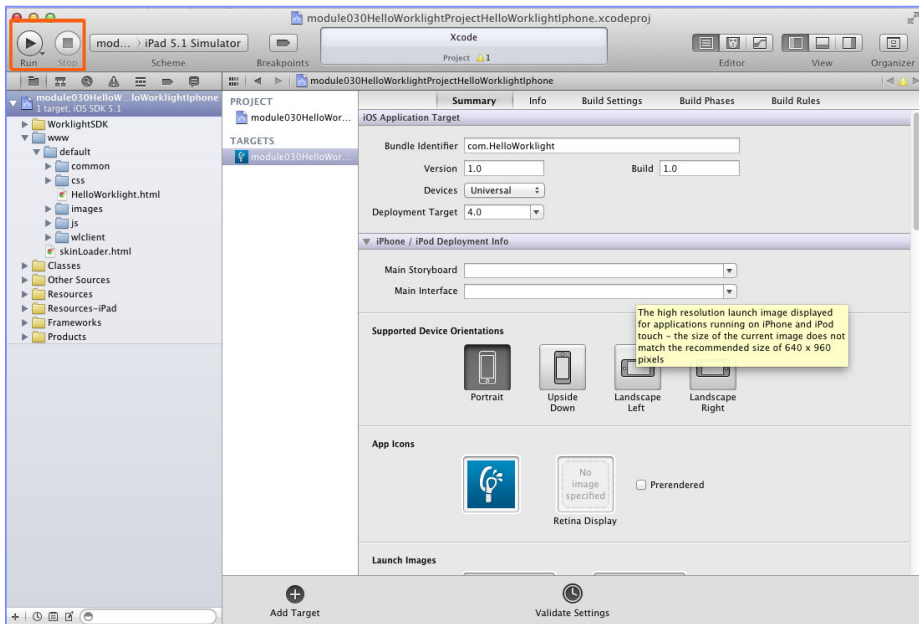 module030HelloWorklightProjectHelloWorklightIphone.xcodeproj
Run
Stop
mod... › iPad 5.1 Simulator
Scheme
Breakpoints
Xcode
Project 1
Editor
View
Organizer
module030HelloW...loWorklightIphone
1 target, iOS SDK 5.1
WorklightSDK
www
default
common
css
HelloWorklight.html
images
js
wlclient
skinLoader.html
Classes
Other Sources
Resources
Resources-iPad
Frameworks
Products
module030HelloWorklightProjectHelloWorklightIphone
PROJECT
module030HelloWor...
TARGETS
module030HelloWor...
Summary
Info
Build Settings
Build Phases
Build Rules
iOS Application Target
Bundle Identifier com.HelloWorklight
Version 1.0
Build 1.0
Devices Universal
Deployment Target 4.0
iPhone / iPod Deployment Info
Main Storyboard
Main Interface
The high resolution launch image displayed
for applications running on iPhone and iPod
touch - the size of the current image does not
match the recommended size of 640 x 960
pixels
Supported Device Orientations
Portrait
Upside
Down
Landscape
Left
Landscape
Right
App Icons
No
image
specified
Prerendered
Retina Display
Launch Images
Add Target
Validate Settings